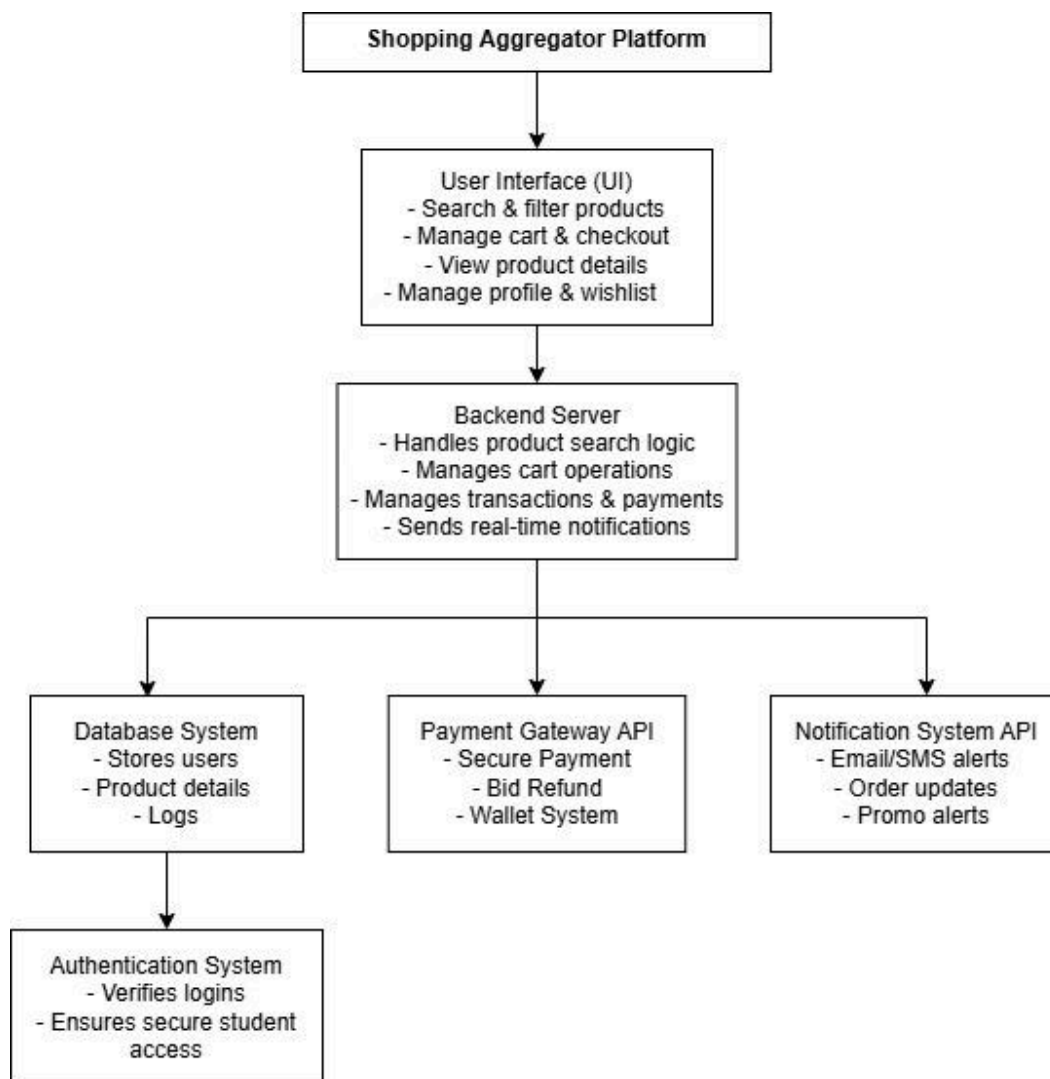 Shopping Aggregator Platform
User Interface (UI)
- Search & filter products
- Manage cart & checkout
- View product details
- Manage profile & wishlist
Backend Server
- Handles product search logic
- Manages cart operations
- Manages transactions & payments
- Sends real-time notifications
Database System
- Stores users
- Product details
- Logs
Payment Gateway API
- Secure Payment
- Bid Refund
- Wallet System
Notification System API
- Email/SMS alerts
- Order updates
- Promo alerts
Authentication System
- Verifies logins
- Ensures secure student
access